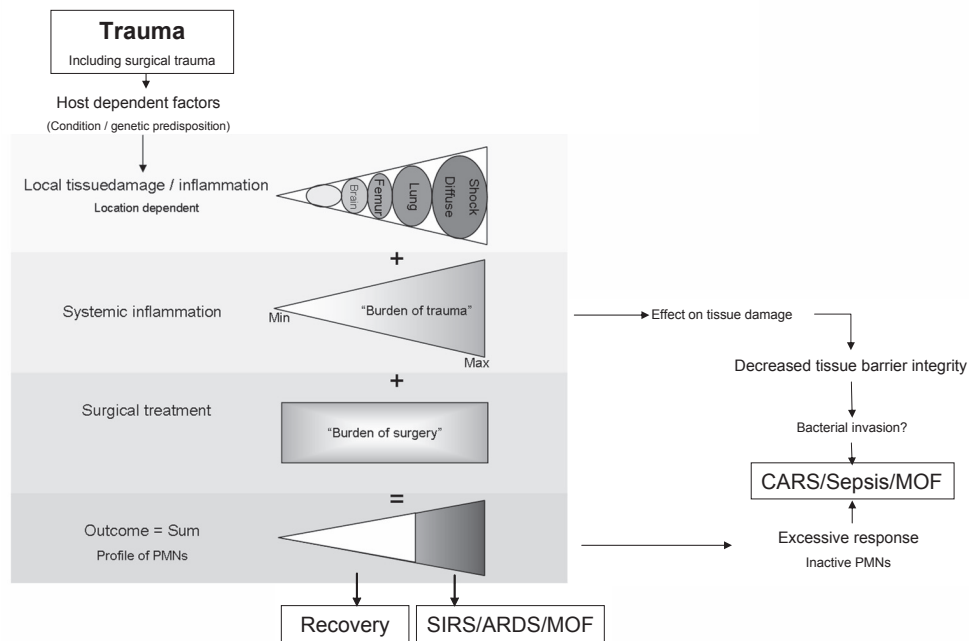 Trauma
Including surgical trauma
Host dependent factors
(Condition / genetic predisposition)
Local tissuedamage / inflammation
Location dependent
Brain
Femur
Lung
Diffuse
Shock
+
Systemic inflammation
Min
“Burden of trauma”
Max
+
Surgical treatment
“Burden of surgery”
=
Outcome = Sum
Profile of PMNs
Recovery
SIRS/ARDS/MOF
Effect on tissue damage
Decreased tissue barrier integrity
Bacterial invasion?
CARS/Sepsis/MOF
Excessive response
Inactive PMNs